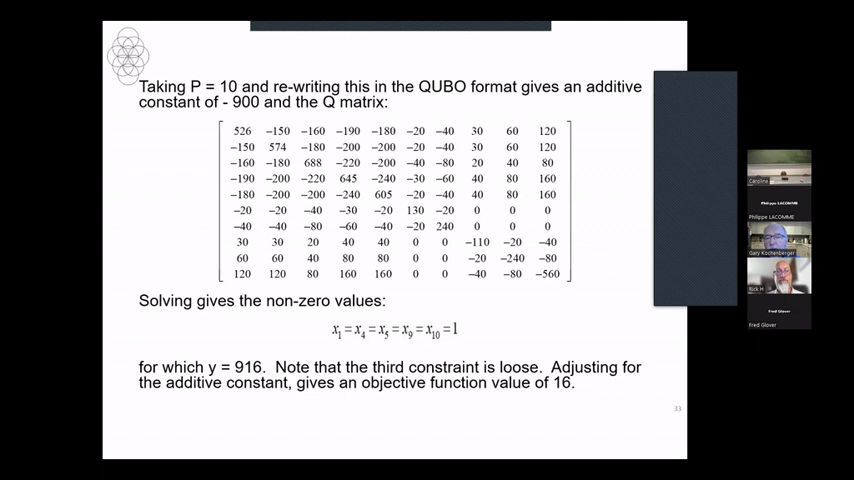 Taking P = 10 and re-writing this in the QUBO format gives an additive
constant of - 900 and the Q matrix:
526 −150 −160 −190 −180 −20 −40 30 60 120
−150 574 −180 −200 −200 −20 −40 30 60 120
−160 −180 688 −220 −200 −40 −80 20 40 80
−190 −200 −220 645 −240 −30 −60 40 80 160
−180 −200 −200 −240 605 −20 −40 40 80 160
−20 −20 −40 −30 −20 130 −20 0 0 0
−40 −40 −80 −60 −40 −20 240 0 0 0
30 30 20 40 40 0 0 −110 −20 −40
60 60 40 80 80 0 0 −20 −240 −80
120 120 80 160 160 0 0 −40 −80 −560
Solving gives the non-zero values:
x₁ = x₄ = x₅ = x₉ = x₁₀ = 1
for which y = 916. Note that the third constraint is loose. Adjusting for
the additive constant, gives an objective function value of 16.
33
Caroline
Philippe LACOMME
Philippe LACOMME
Gary Kochenberger
Rick H
Fred Glover
Fred Glover